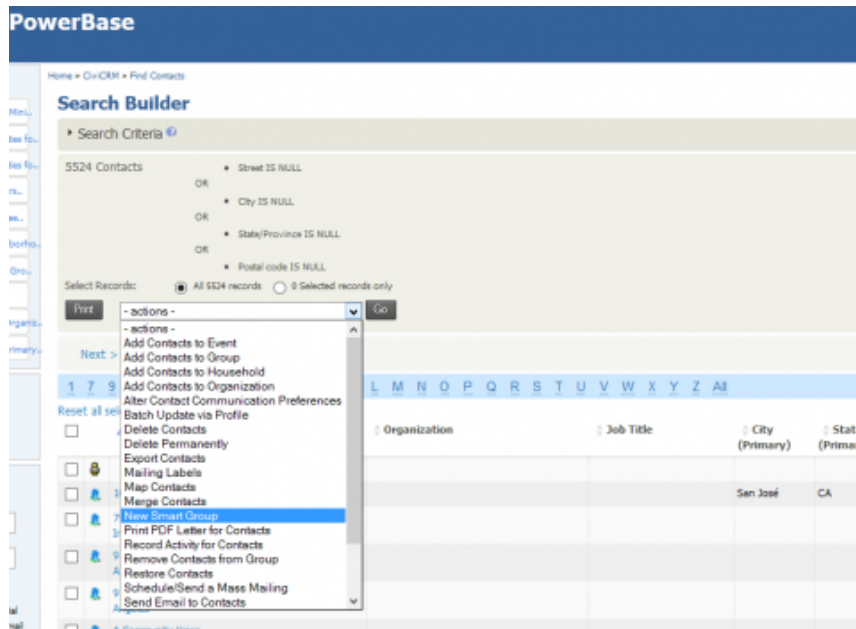 PowerBase
Home » CiviCRM » Find Contacts
Search Builder
Search Criteria
5524 Contacts
Street IS NULL
OR
City IS NULL
OR
State/Province IS NULL
OR
Postal code IS NULL
Select Records:
All 5524 records
0 Selected records only
Print
- actions -
Go
- actions -
Add Contacts to Event
Add Contacts to Group
Add Contacts to Household
Add Contacts to Organization
Alter Contact Communication Preferences
Batch Update via Profile
Delete Contacts
Delete Permanently
Export Contacts
Mailing Labels
Map Contacts
Merge Contacts
New Smart Group
Print PDF Letter for Contacts
Record Activity for Contacts
Remove Contacts from Group
Restore Contacts
Schedule/Send a Mass Mailing
Send Email to Contacts
Next >
1 7 9
L M N O P Q R S T U V W X Y Z All
Reset all sel
Organization
Job Title
City
(Primary)
Stat
(Primar
San José
CA